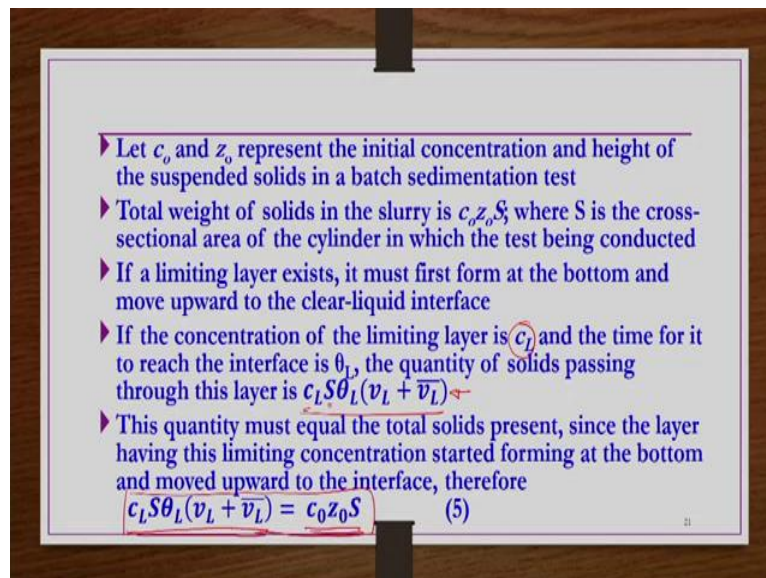 Let c₀ and z₀ represent the initial concentration and height of
the suspended solids in a batch sedimentation test
Total weight of solids in the slurry is c₀z₀S; where S is the cross-
sectional area of the cylinder in which the test being conducted
If a limiting layer exists, it must first form at the bottom and
move upward to the clear-liquid interface
If the concentration of the limiting layer is c_L and the time for it
to reach the interface is θ_L, the quantity of solids passing
through this layer is c_L S θ_L (v_L + \overline{v_L})
This quantity must equal the total solids present, since the layer
having this limiting concentration started forming at the bottom
and moved upward to the interface, therefore
c_L S θ_L (v_L + \overline{v_L}) = c₀z₀S (5)
21